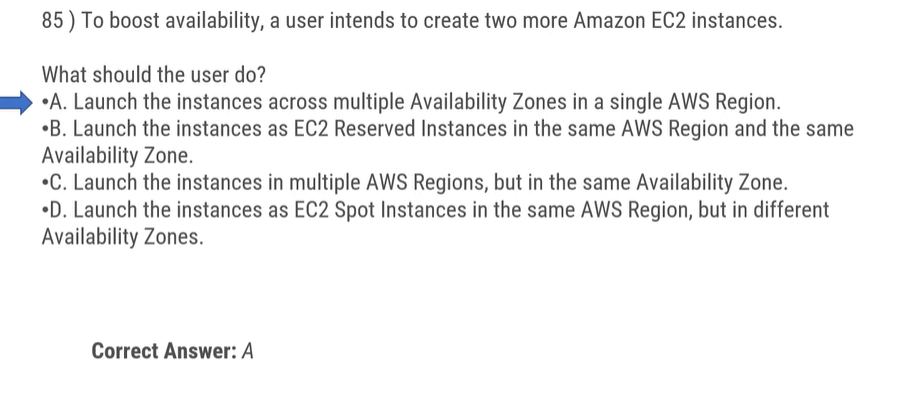 85 ) To boost availability, a user intends to create two more Amazon EC2 instances.
What should the user do?
•A. Launch the instances across multiple Availability Zones in a single AWS Region.
•B. Launch the instances as EC2 Reserved Instances in the same AWS Region and the same
Availability Zone.
•C. Launch the instances in multiple AWS Regions, but in the same Availability Zone.
•D. Launch the instances as EC2 Spot Instances in the same AWS Region, but in different
Availability Zones.
Correct Answer: A